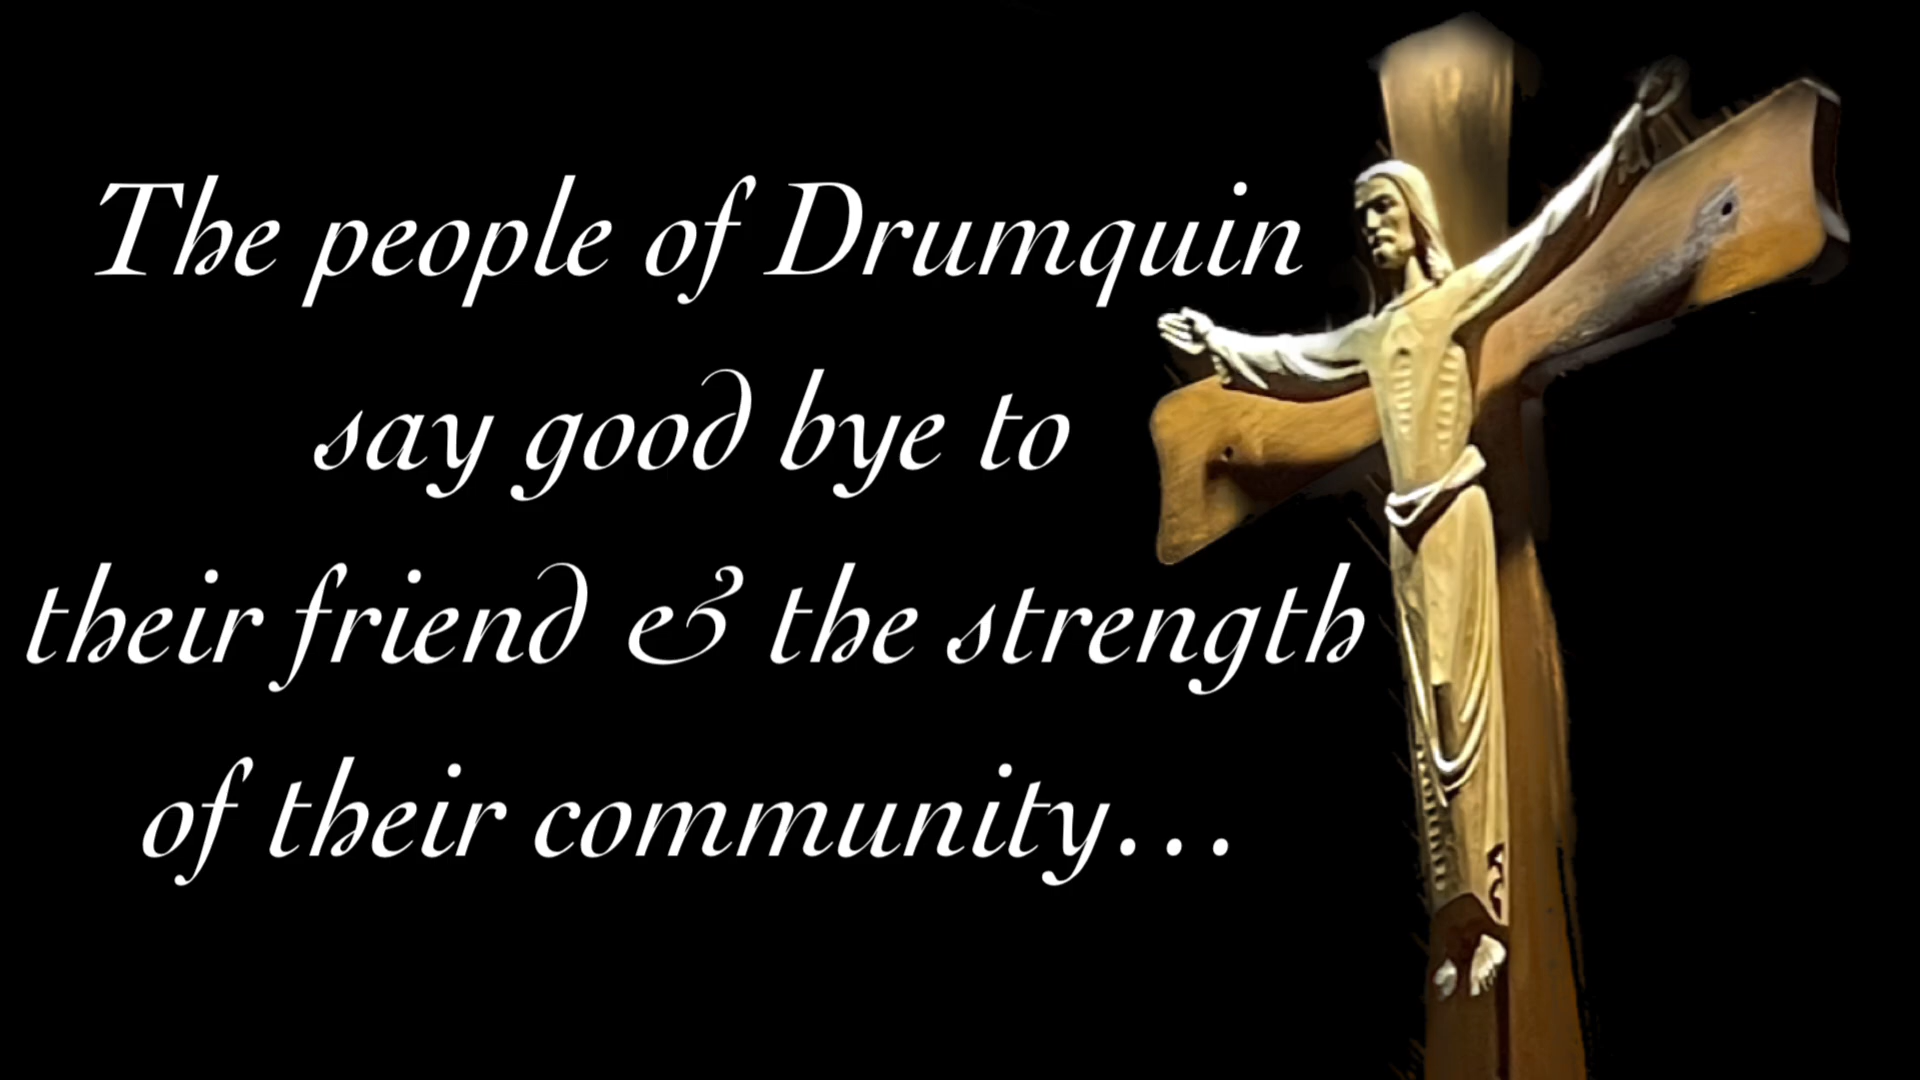 The people of Drumquin
say good bye to
their friend & the strength
of their community...